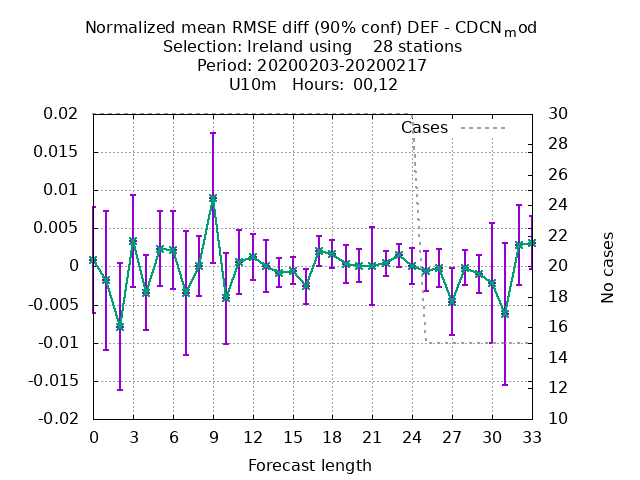 Normalized mean RMSE diff (90% conf) DEF - CDCN_mod
Selection: Ireland using 28 stations
Period: 20200203-20200217
U10m Hours: 00,12
Cases
0.02
0.015
0.01
0.005
0
-0.005
-0.01
-0.015
-0.02
30
28
26
24
22
20
18
16
14
12
10
No cases
0 3 6 9 12 15 18 21 24 27 30 33
Forecast length